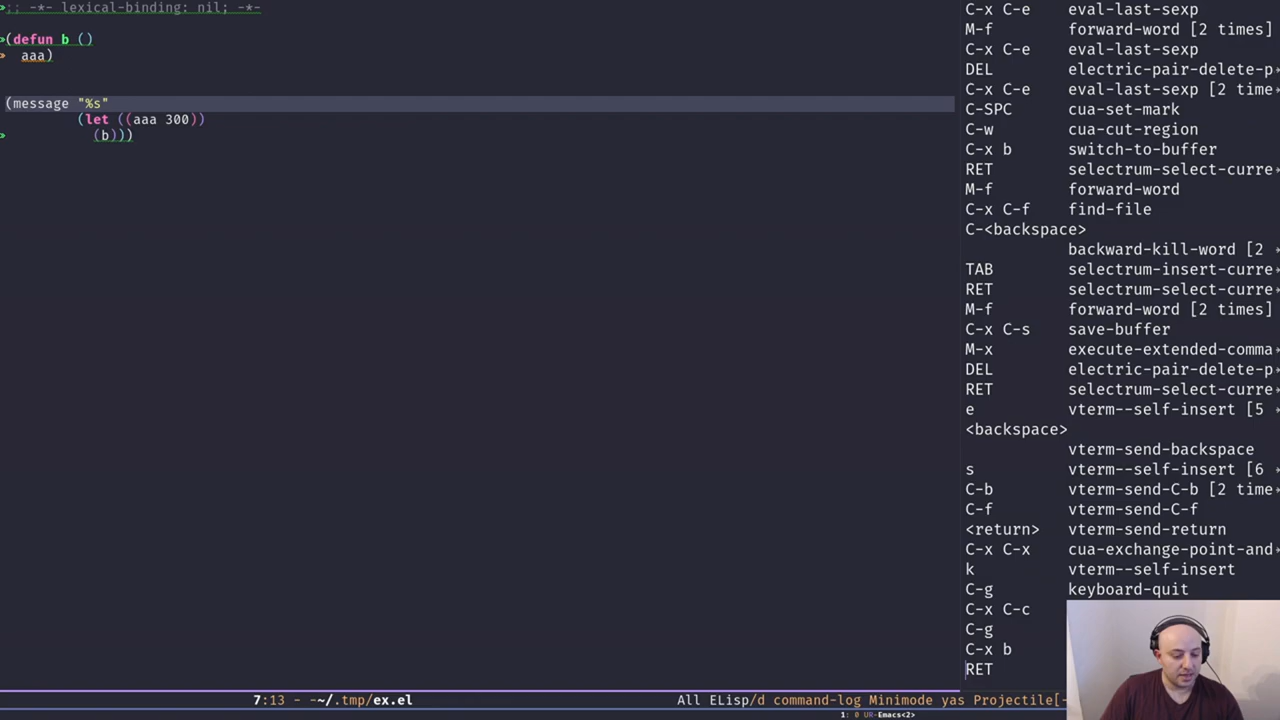 ;; -*- lexical-binding: nil; -*-
(defun b ()
aaa)
(message "%s"
(let ((aaa 300))
(b)))
C-x C-e eval-last-sexp
M-f forward-word [2 times]
C-x C-e eval-last-sexp
DEL electric-pair-delete-p
C-x C-e eval-last-sexp [2 time
C-SPC cua-set-mark
C-w cua-cut-region
C-x b switch-to-buffer
RET selectrum-select-curre
M-f forward-word
C-x C-f find-file
C-<backspace>
backward-kill-word [2
TAB selectrum-insert-curre
RET selectrum-select-curre
M-f forward-word [2 times]
C-x C-s save-buffer
M-x execute-extended-comma
DEL electric-pair-delete-p
RET selectrum-select-curre
e vterm--self-insert [5
<backspace>
vterm-send-backspace
s vterm--self-insert [6
C-b vterm-send-C-b [2 time
C-f vterm-send-C-f
<return> vterm-send-return
C-x C-x cua-exchange-point-and
k vterm--self-insert
C-g keyboard-quit
C-x C-c
C-g
C-x b
RET
7:13 - ~/.tmp/ex.el All ELisp/d command-log Minimode yas Projectile[-
1: 0 UR-Emacs<2>